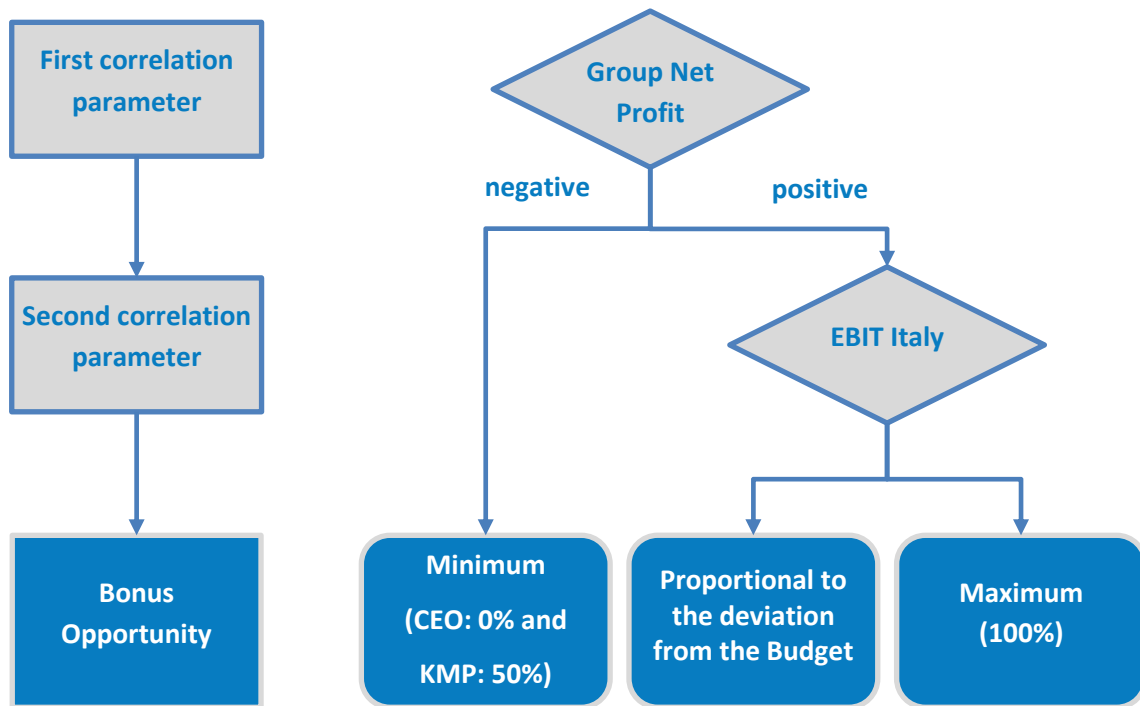 First correlation
parameter
Group Net
Profit
negative
positive
Second correlation
parameter
EBIT Italy
Bonus
Opportunity
Minimum
(CEO: 0% and
KMP: 50%)
Proportional to
the deviation
from the Budget
Maximum
(100%)